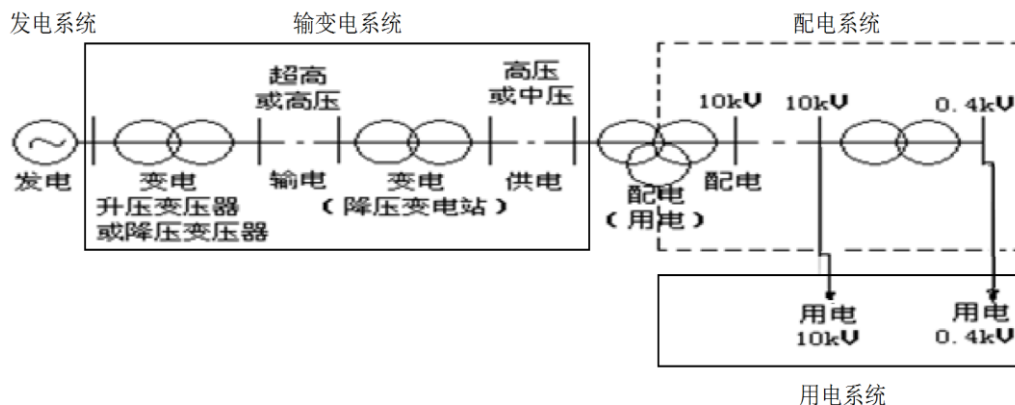 发电系统
输变电系统
配电系统
超高
或高压
高压
或中压
10kV
10kV
0.4kV
发电
变电
升压变压器
或降压变压器
输电
变电
(降压变电站)
供电
配电
(用电)
配电
用电
10kV
用电
0.4kV
用电系统